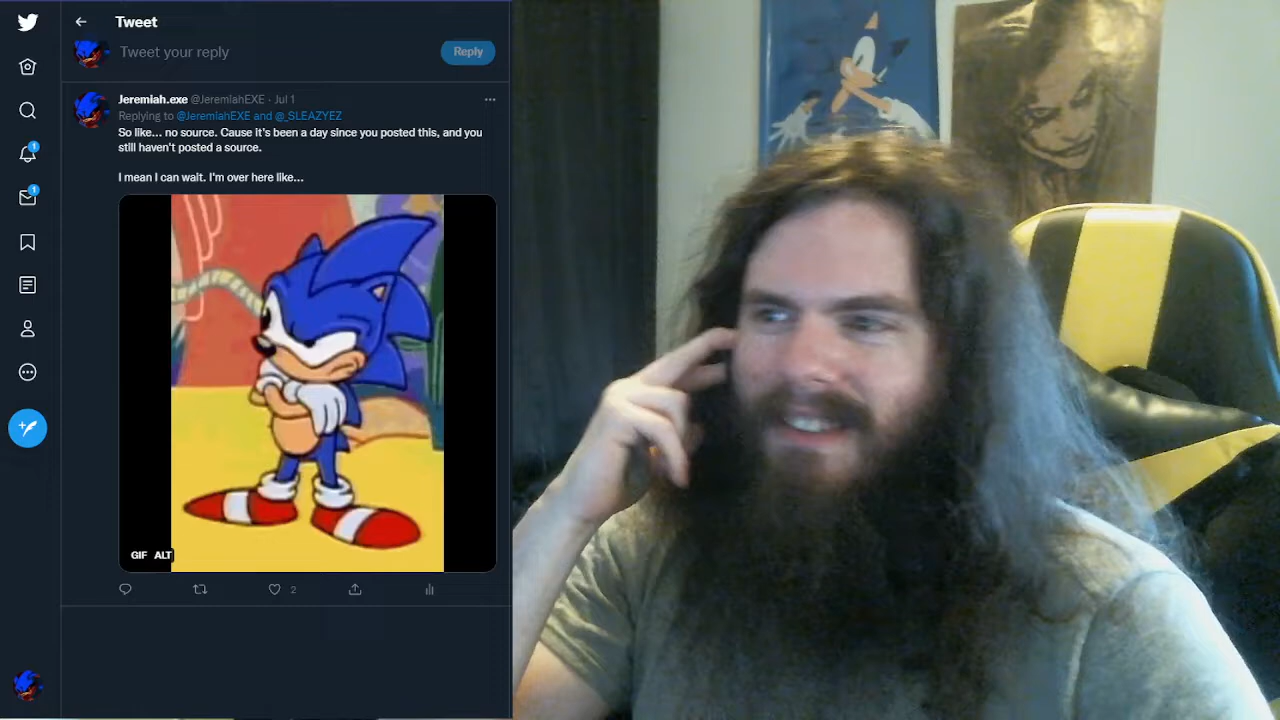 Tweet
Tweet your reply
Reply
Jeremiah.exe @JeremiahEXE · Jul 1
Replying to @JeremiahEXE and @_SLEAZYEZ
So like... no source. Cause it's been a day since you posted this, and you
still haven't posted a source.
I mean I can wait. I'm over here like...
GIF ALT
2
1
1